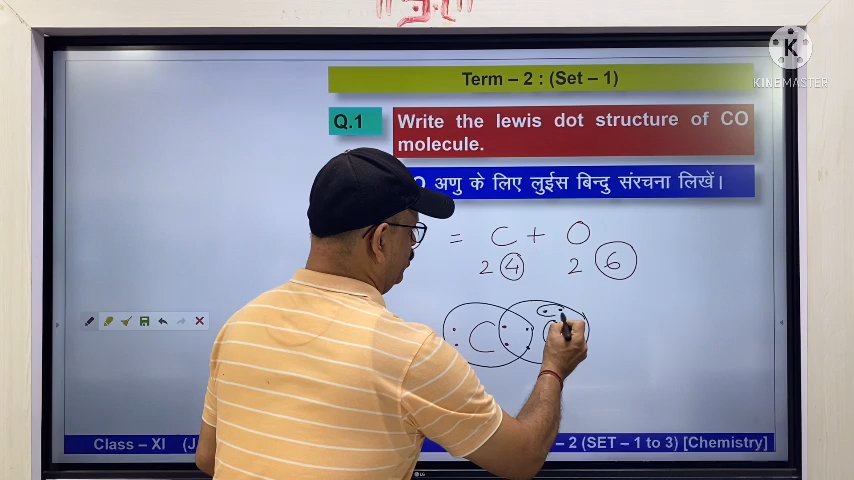 K
KINEMASTER
Term – 2 : (Set – 1)
Q.1
Write the lewis dot structure of CO
molecule.
अणु के लिए लुईस बिन्दु संरचना लिखें।
= C + O
2 4 2 6
C
Class – XI
– 2 (SET – 1 to 3) [Chemistry]
LG